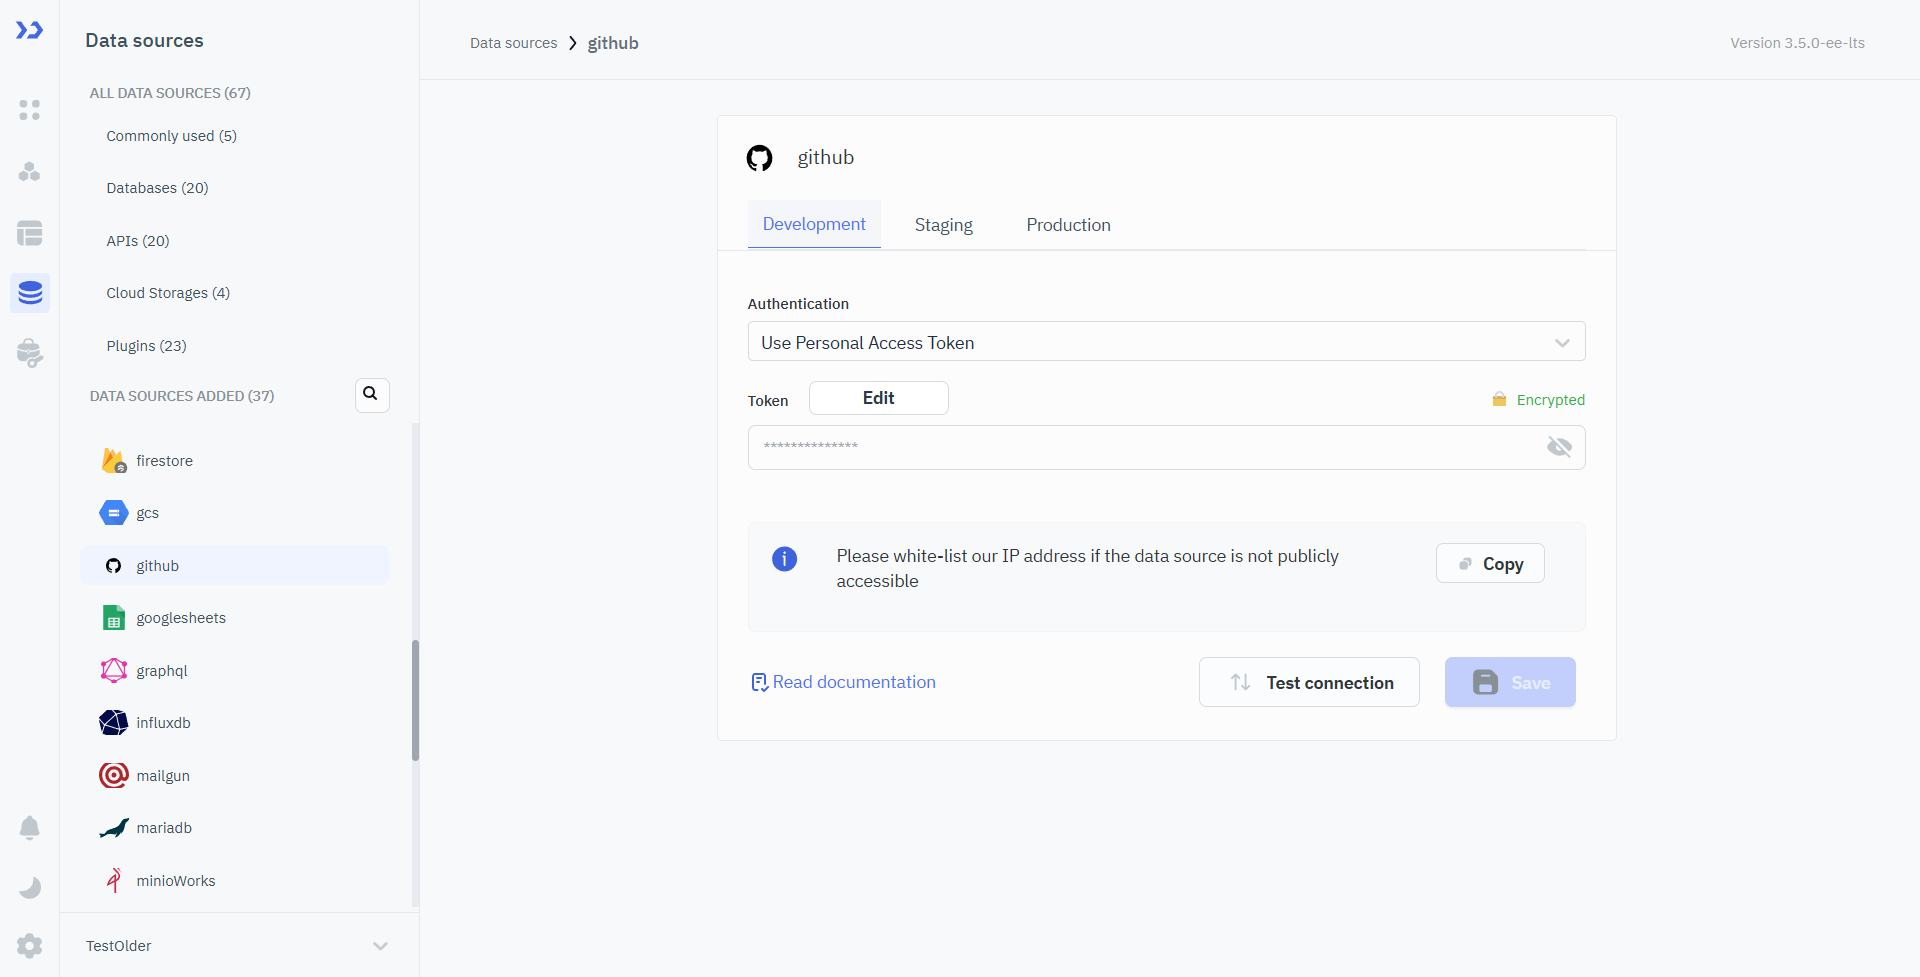 Data sources
ALL DATA SOURCES (67)
Commonly used (5)
Databases (20)
APIs (20)
Cloud Storages (4)
Plugins (23)
DATA SOURCES ADDED (37)
firestore
gcs
github
googlesheets
graphql
influxdb
mailgun
mariadb
minioWorks
TestOlder
Data sources github
Version 3.5.0-ee-lts
github
Development Staging Production
Authentication
Use Personal Access Token
Token Edit Encrypted
**************
Please white-list our IP address if the data source is not publicly
accessible
Copy
Read documentation
Test connection
Save